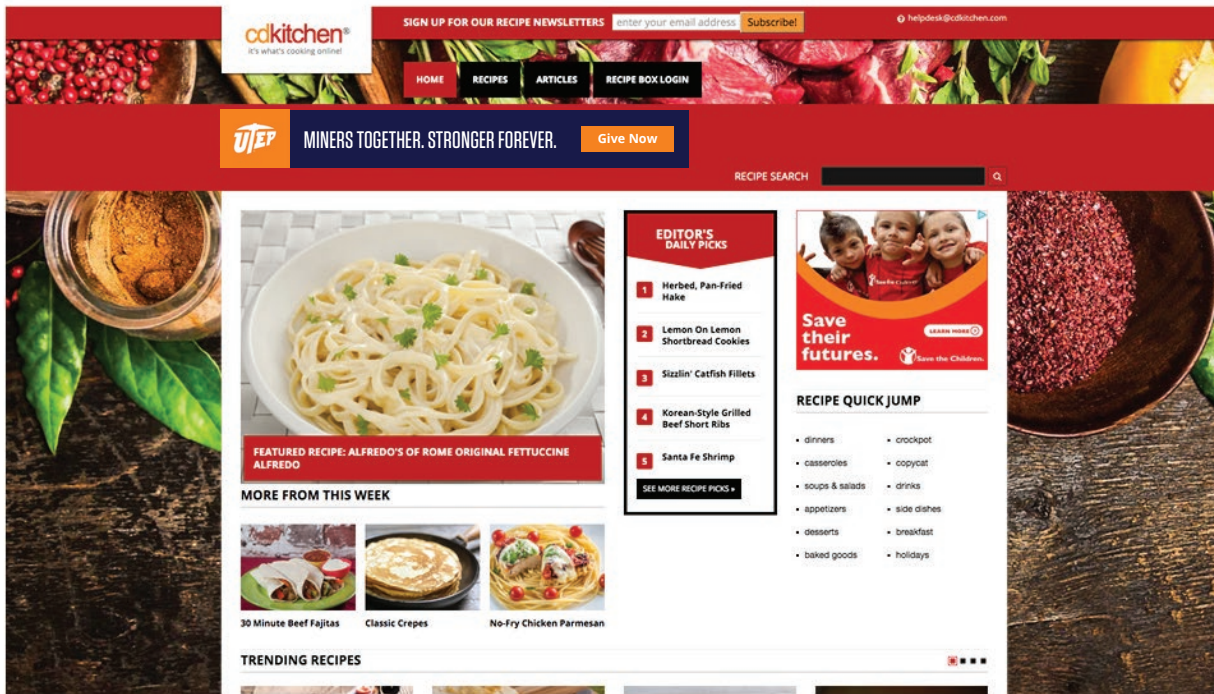 cdkitchen®
it's what's cooking online!
SIGN UP FOR OUR RECIPE NEWSLETTERS
enter your email address
Subscribe!
helpdesk@cdkitchen.com
HOME
RECIPES
ARTICLES
RECIPE BOX LOGIN
UTEP
MINERS TOGETHER. STRONGER FOREVER.
Give Now
RECIPE SEARCH
FEATURED RECIPE: ALFREDO'S OF ROME ORIGINAL FETTUCCINE
ALFREDO
MORE FROM THIS WEEK
30 Minute Beef Fajitas
Classic Crepes
No-Fry Chicken Parmesan
EDITOR'S
DAILY PICKS
1 Herbed, Pan-Fried
Hake
2 Lemon On Lemon
Shortbread Cookies
3 Sizzlin' Catfish Fillets
4 Korean-Style Grilled
Beef Short Ribs
5 Santa Fe Shrimp
SEE MORE RECIPE PICKS »
Save the Children
Save
their
futures.
LEARN MORE
Save the Children.
RECIPE QUICK JUMP
▪ dinners
▪ casseroles
▪ soups & salads
▪ appetizers
▪ desserts
▪ baked goods
▪ crockpot
▪ copycat
▪ drinks
▪ side dishes
▪ breakfast
▪ holidays
TRENDING RECIPES